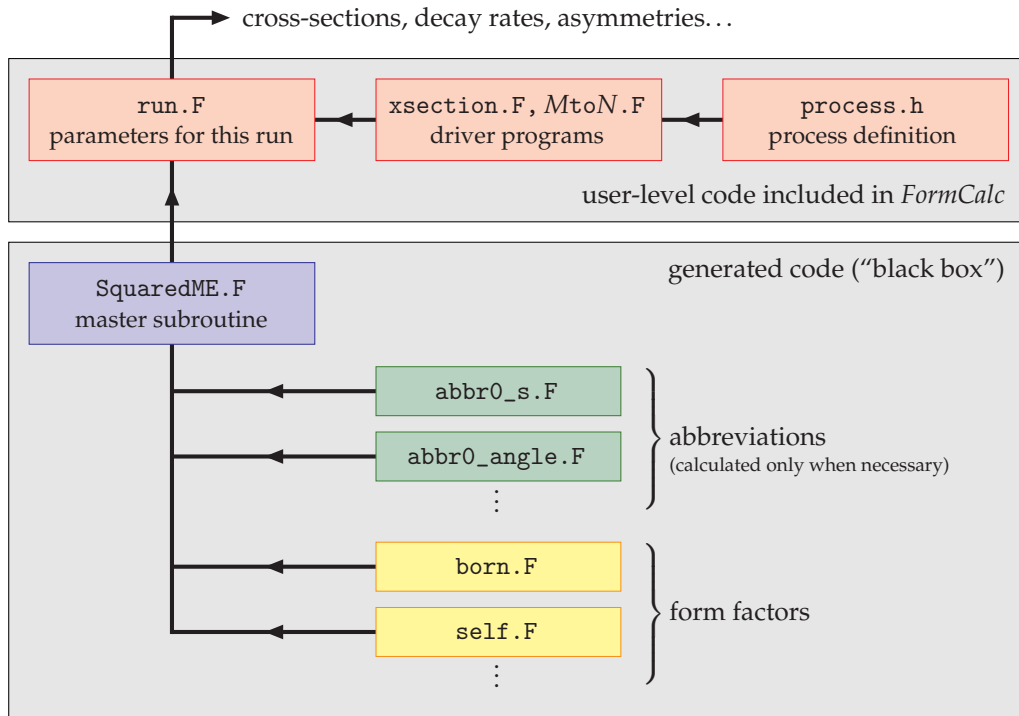 cross-sections, decay rates, asymmetries…
run.F
parameters for this run
xsection.F, MtoN.F
driver programs
process.h
process definition
user-level code included in FormCalc
generated code (“black box”)
SquaredME.F
master subroutine
abbr0_s.F
abbr0_angle.F
⋮
abbreviations
(calculated only when necessary)
born.F
self.F
⋮
form factors